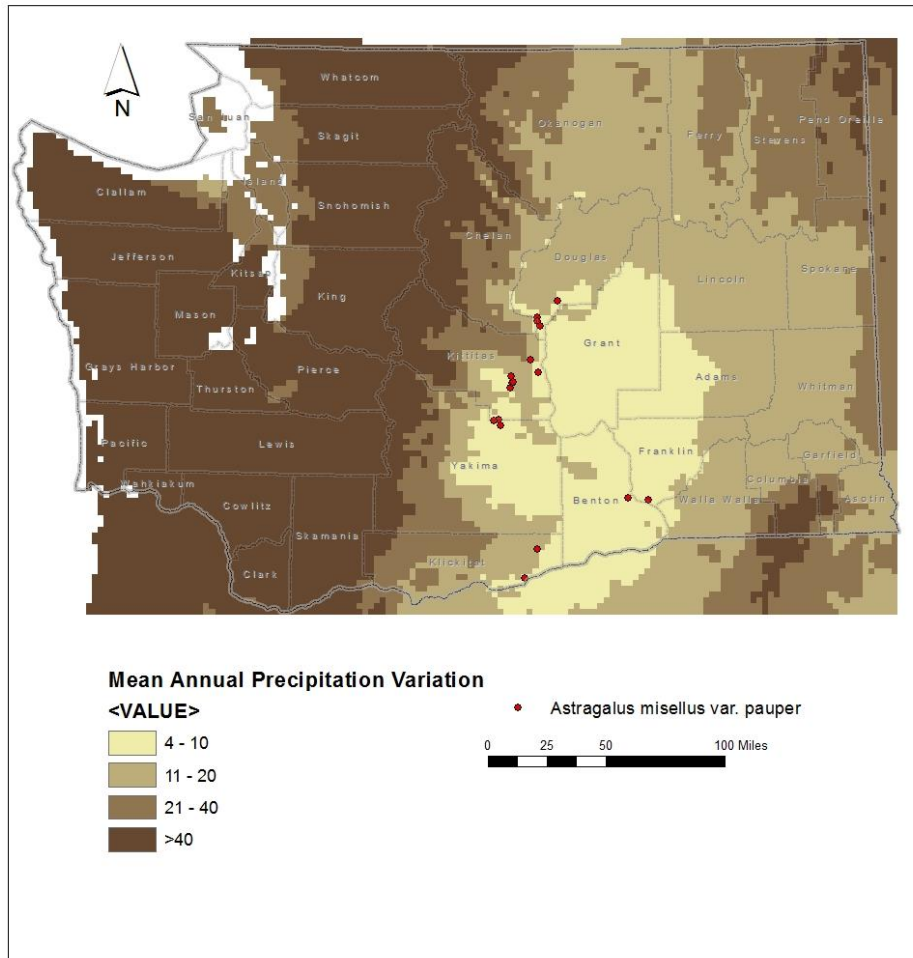 N
Whatcom
San Juan
Okanogan
Ferry
Stevens
Pend Oreille
Skagit
Island
Clallam
Snohomish
Chelan
Douglas
Jefferson
Kitsap
Lincoln
Spokane
King
Mason
Grant
Kittitas
Grays Harbor
Pierce
Adams
Whitman
Thurston
Pacific
Lewis
Franklin
Garfield
Yakima
Columbia
Wahkiakum
Benton
Walla Walla
Asotin
Cowlitz
Skamania
Klickitat
Clark
Mean Annual Precipitation Variation
<VALUE>
4 - 10
11 - 20
21 - 40
>40
Astragalus misellus var. pauper
0 25 50 100 Miles